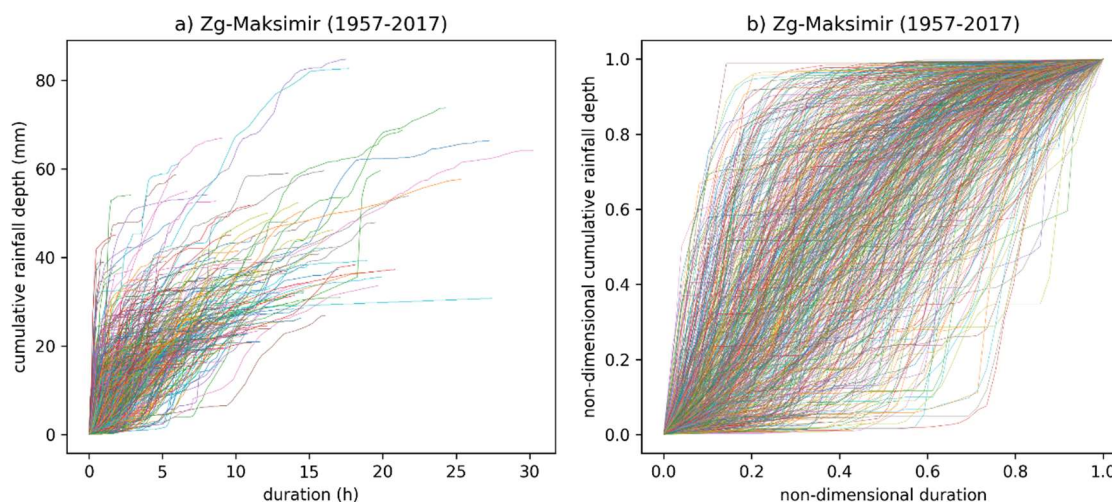 a) Zg-Maksimir (1957-2017)
cumulative rainfall depth (mm)
80
60
40
20
0
0 5 10 15 20 25 30
duration (h)
b) Zg-Maksimir (1957-2017)
non-dimensional cumulative rainfall depth
1.0
0.8
0.6
0.4
0.2
0.0
0.0 0.2 0.4 0.6 0.8 1.0
non-dimensional duration